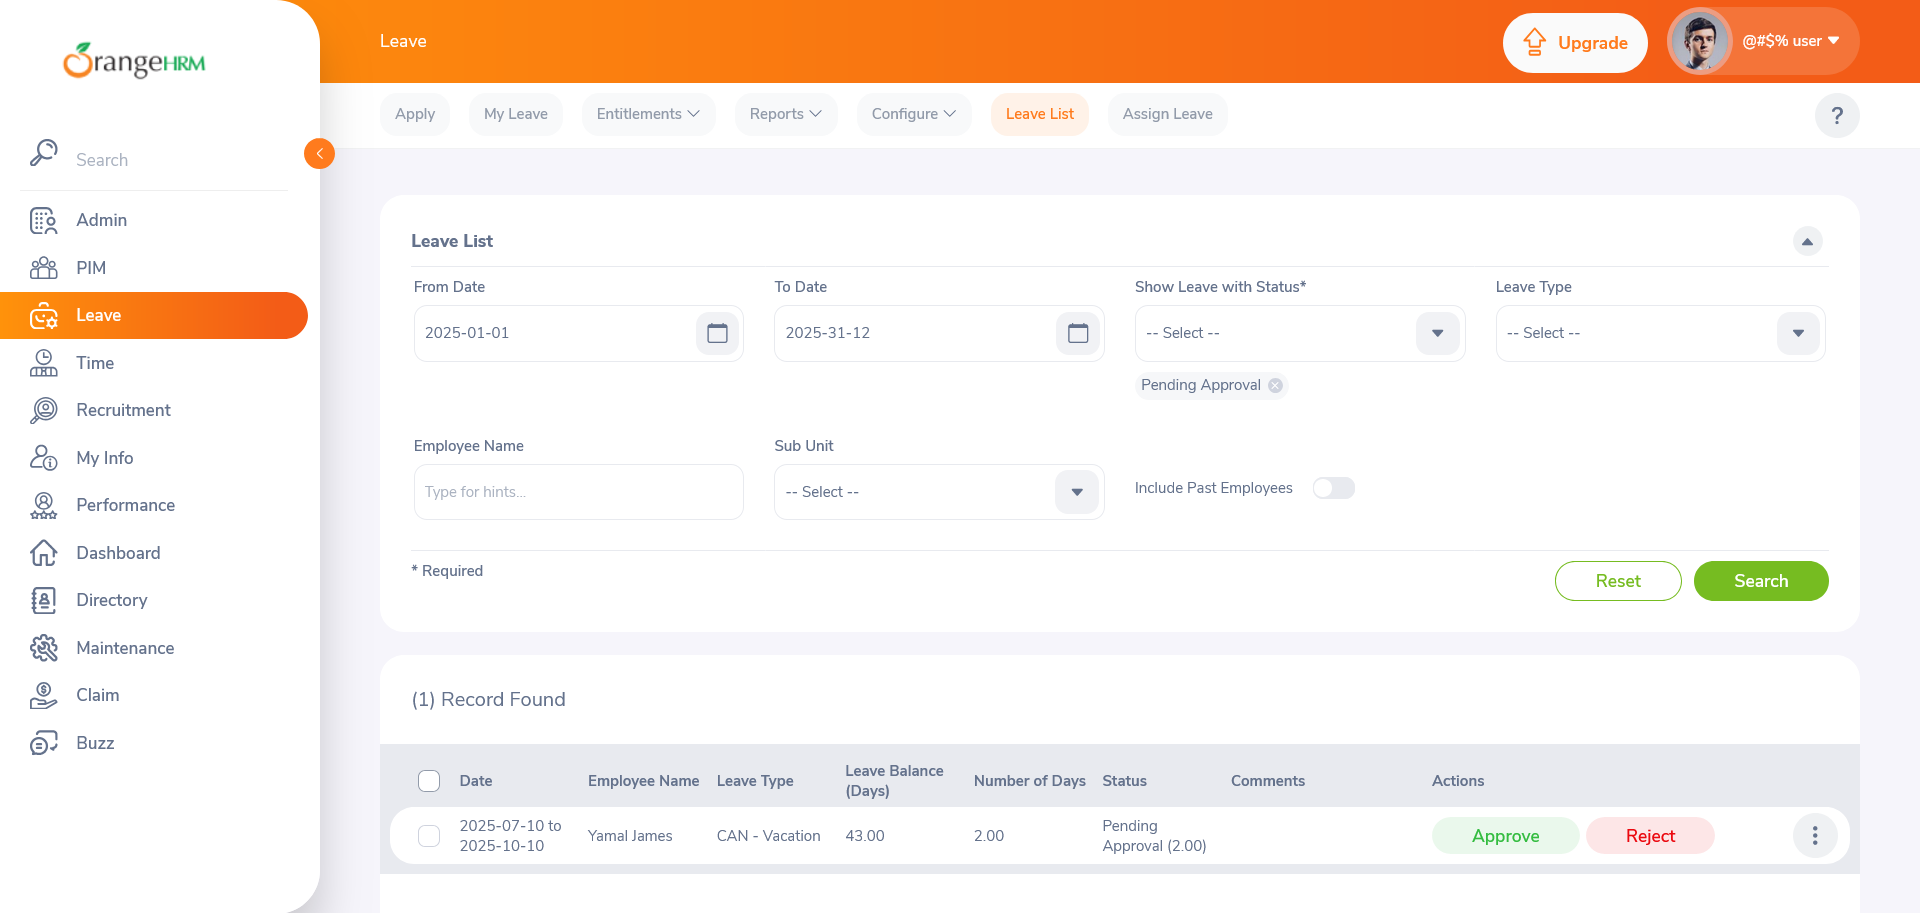 OrangeHRM
Leave
Upgrade
@#$% user
Search
Apply
My Leave
Entitlements
Reports
Configure
Leave List
Assign Leave
?
Admin
PIM
Leave
Time
Recruitment
My Info
Performance
Dashboard
Directory
Maintenance
Claim
Buzz
Leave List
From Date
To Date
Show Leave with Status*
Leave Type
2025-01-01
2025-31-12
-- Select --
-- Select --
Pending Approval
Employee Name
Sub Unit
Type for hints...
-- Select --
Include Past Employees
* Required
Reset
Search
(1) Record Found
Date
Employee Name
Leave Type
Leave Balance
(Days)
Number of Days
Status
Comments
Actions
2025-07-10 to
2025-10-10
Yamal James
CAN - Vacation
43.00
2.00
Pending
Approval (2.00)
Approve
Reject